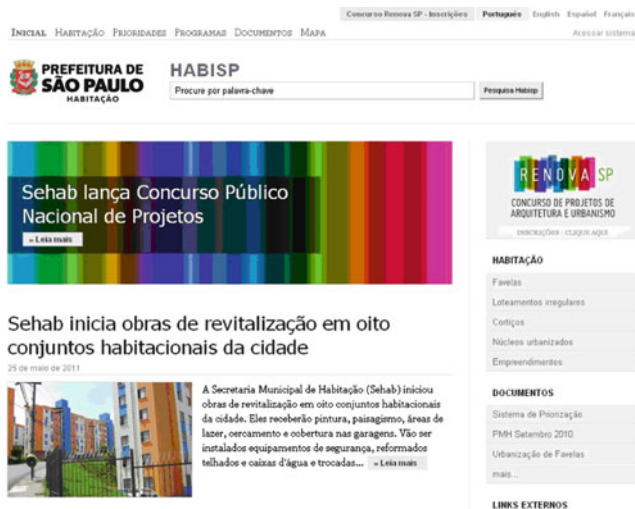 Concurso Renova SP - Inscrições Português English Español Français
INICIAL HABITAÇÃO PRIORIDADES PROGRAMAS DOCUMENTOS MAPA
Acessar sistema
PREFEITURA DE
SÃO PAULO
HABITAÇÃO
HABISP
Procure por palavra-chave
Pesquisa Habisp
Sehab lança Concurso Público
Nacional de Projetos
» Leia mais
RENOVA SP
CONCURSO DE PROJETOS DE
ARQUITETURA E URBANISMO
INSCRIÇÕES | CLIQUE AQUI
HABITAÇÃO
Favelas
Loteamentos irregulares
Cortiços
Núcleos urbanizados
Empreendimentos
Sehab inicia obras de revitalização em oito
conjuntos habitacionais da cidade
25 de maio de 2011
A Secretaria Municipal de Habitação (Sehab) iniciou
obras de revitalização em oito conjuntos habitacionais
da cidade. Eles receberão pintura, paisagismo, áreas de
lazer, cercamento e cobertura nas garagens. Vão ser
instalados equipamentos de segurança, reformados
telhados e caixas d'água e trocadas... » Leia mais
DOCUMENTOS
Sistema de Priorização
PMH Setembro 2010
Urbanização de Favelas
mais...
LINKS EXTERNOS